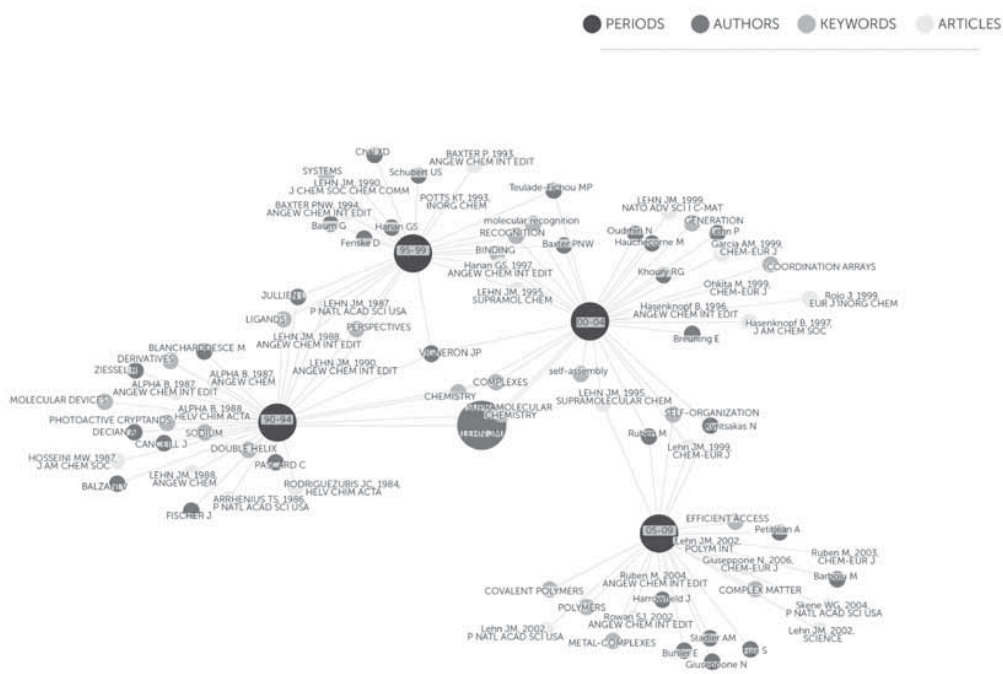 PERIODS
AUTHORS
KEYWORDS
ARTICLES
SYSTEMS
LEHN JM, 1990,
J CHEM SOC CHEM COMM
Schubert US
BAXTER P, 1993,
ANGEW CHEM INT EDIT
POTTS KT, 1993,
INORG CHEM
BAXTER PNW, 1994,
ANGEW CHEM INT EDIT
Baum G
Hanan GS
Fenske D
95-99
Teulade-Fichou MP
molecular recognition
RECOGNITION
Baxter PNW
BINDING
Hanan GS, 1997,
ANGEW CHEM INT EDIT
LEHN JM, 1995,
SUPRAMOL CHEM
LEHN JM, 1999,
NATO ADV SCI I C-MAT
GENERATION
Hauchecorne M
Garcia AM, 1999,
CHEM-EUR J
Khoury RG
COORDINATION ARRAYS
Ohkita M, 1999,
CHEM-EUR J
Rojo J, 1999,
EUR J INORG CHEM
Hasenknopf B, 1996,
ANGEW CHEM INT EDIT
Hasenknopf B, 1997,
J AM CHEM SOC
Breuning E
00-04
LIGANDS
LEHN JM, 1987,
P NATL ACAD SCI USA
PERSPECTIVES
LEHN JM, 1988,
ANGEW CHEM INT EDIT
LEHN JM, 1990,
ANGEW CHEM INT EDIT
VIGNERON JP
BLANCHARD DESCE M
DERIVATIVES
ALPHA B, 1987,
ANGEW CHEM
ALPHA B, 1987,
ANGEW CHEM INT EDIT
MOLECULAR DEVICES
ALPHA B, 1988,
HELV CHIM ACTA
PHOTOACTIVE CRYPTANDS
SODIUM
DOUBLE HELIX
90-94
PASCARD C
HOSSEINI MW, 1987,
J AM CHEM SOC
LEHN JM, 1988,
ANGEW CHEM
RODRIGUEZUBIS JC, 1984,
HELV CHIM ACTA
ARRHENIUS TS, 1986,
P NATL ACAD SCI USA
FISCHER J
COMPLEXES
CHEMISTRY
SUPRAMOLECULAR
CHEMISTRY
LEHN JM
self-assembly
LEHN JM, 1995,
SUPRAMOLECULAR CHEM
SELF-ORGANIZATION
Ruben M
Lehn JM, 1999,
CHEM-EUR J
05-09
EFFICIENT ACCESS
Petitjean A
Lehn JM, 2002,
POLYM INT
Giuseppone N, 2006,
CHEM-EUR J
Ruben M, 2003,
CHEM-EUR J
Ruben M, 2004,
ANGEW CHEM INT EDIT
COVALENT POLYMERS
COMPLEX MATTER
POLYMERS
Rowan SJ, 2002,
ANGEW CHEM INT EDIT
Skene WG, 2004,
P NATL ACAD SCI USA
Lehn JM, 2002,
P NATL ACAD SCI USA
METAL-COMPLEXES
Lehn JM, 2002,
SCIENCE
Stadler AM
Giuseppone N